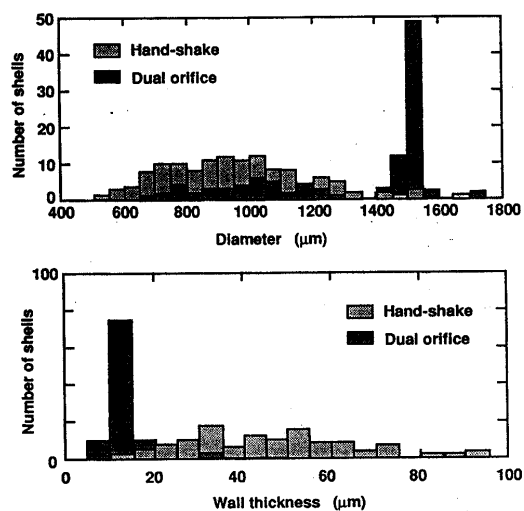 50
40
30
20
10
0
Number of shells
Hand-shake
Dual orifice
400 600 800 1000 1200 1400 1600 1800
Diameter (μm)
100
0
Number of shells
Hand-shake
Dual orifice
0 20 40 60 80 100
Wall thickness (μm)